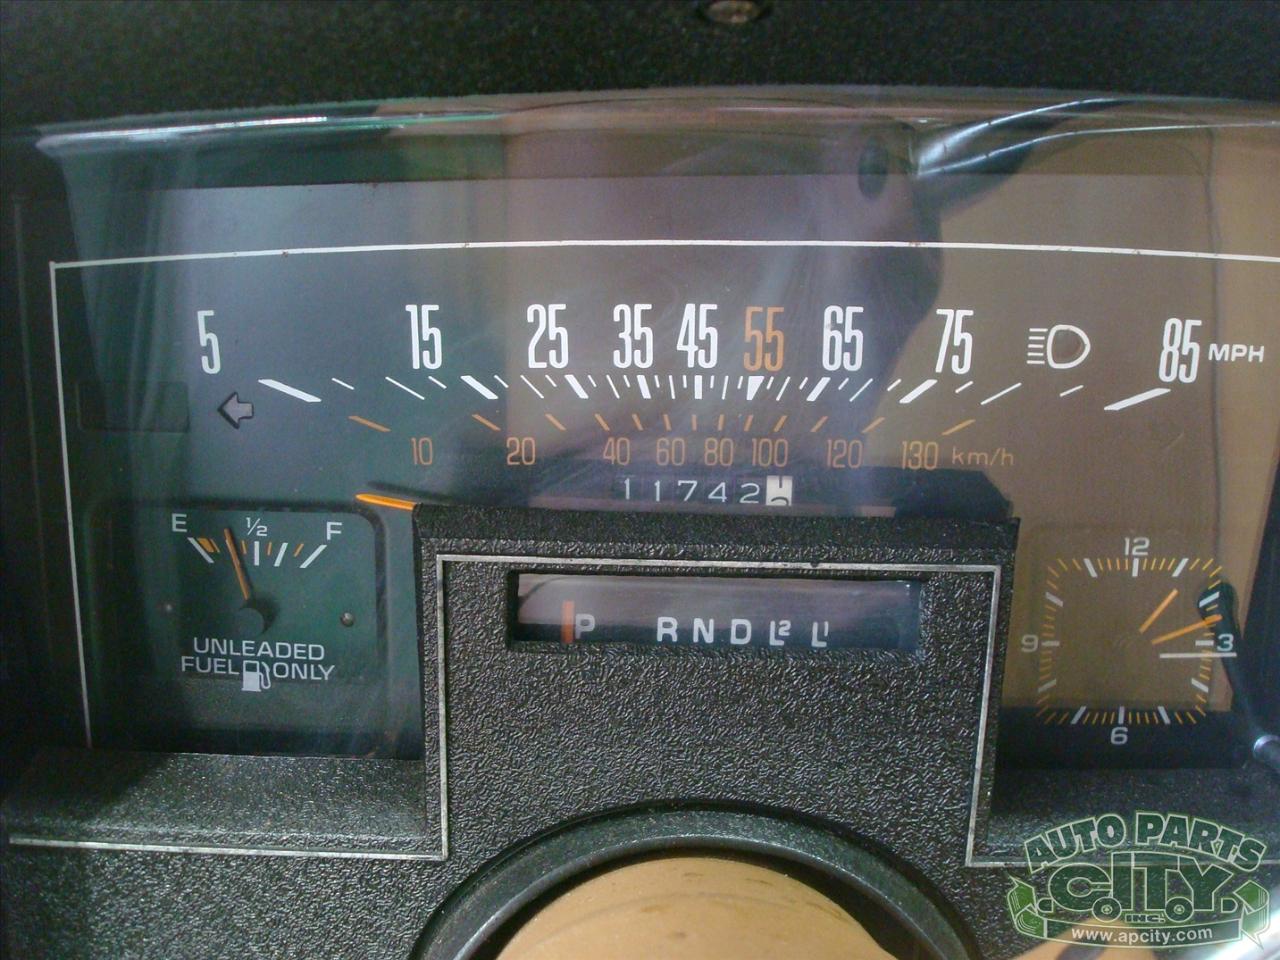 5 15 25 35 45 55 65 75 85 MPH
10 20 40 60 80 100 120 130 km/h
11742
E 1/2 F
UNLEADED
FUEL ONLY
P R N D L2 L1
12
9 3
6
AUTO PARTS
C.I.T.Y.
INC.
www.apcity.com